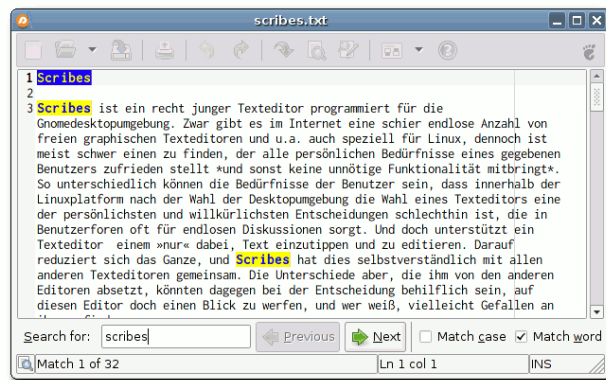 scribes.txt
1 Scribes
2
3 Scribes ist ein recht junger Texteditor programmiert für die
Gnomedesktopumgebung. Zwar gibt es im Internet eine schier endlose Anzahl von
freien graphischen Texteditoren und u.a. auch speziell für Linux, dennoch ist
meist schwer einen zu finden, der alle persönlichen Bedürfnisse eines gegebenen
Benutzers zufrieden stellt *und sonst keine unnötige Funktionalität mitbringt*.
So unterschiedlich können die Bedürfnisse der Benutzer sein, dass innerhalb der
Linuxplatform nach der Wahl der Desktopumgebung die Wahl eines Texteditors eine
der persönlichsten und willkürlichsten Entscheidungen schlechthin ist, die in
Benutzerforen oft für endlosen Diskussionen sorgt. Und doch unterstützt ein
Texteditor einem »nur« dabei, Text einzutippen und zu editieren. Darauf
reduziert sich das Ganze, und Scribes hat dies selbstverständlich mit allen
anderen Texteditoren gemeinsam. Die Unterschiede aber, die ihm von den anderen
Editoren absetzt, könnten dagegen bei der Entscheidung behilflich sein, auf
diesen Editor doch einen Blick zu werfen, und wer weiß, vielleicht Gefallen an
Search for: scribes Previous Next Match case Match word
Match 1 of 32 Ln 1 col 1 INS